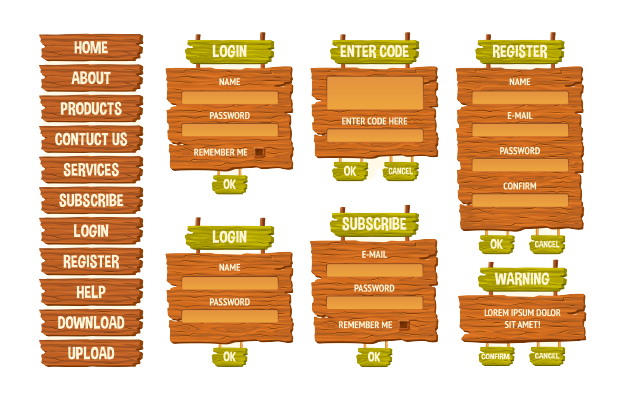 HOME
ABOUT
PRODUCTS
CONTUCT US
SERVICES
SUBSCRIBE
LOGIN
REGISTER
HELP
DOWNLOAD
UPLOAD
LOGIN
NAME
PASSWORD
REMEMBER ME
OK
LOGIN
NAME
PASSWORD
OK
ENTER CODE
ENTER CODE HERE
OK
CANCEL
SUBSCRIBE
E-MAIL
PASSWORD
REMEMBER ME
OK
REGISTER
NAME
E-MAIL
PASSWORD
CONFIRM
OK
CANCEL
WARNING
LOREM IPSUM DOLOR
SIT AMET!
CONFIRM
CANCEL